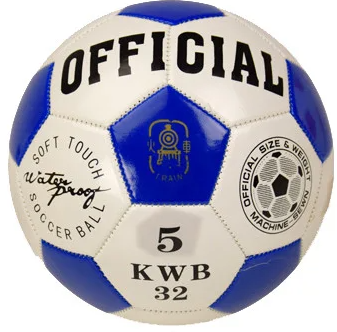 OFFICIAL
TRAIN
SOFT TOUCH
Water proof
SOCCER BALL
OFFICIAL SIZE & WEIGHT
MACHINE-SEWN
5
KWB
32